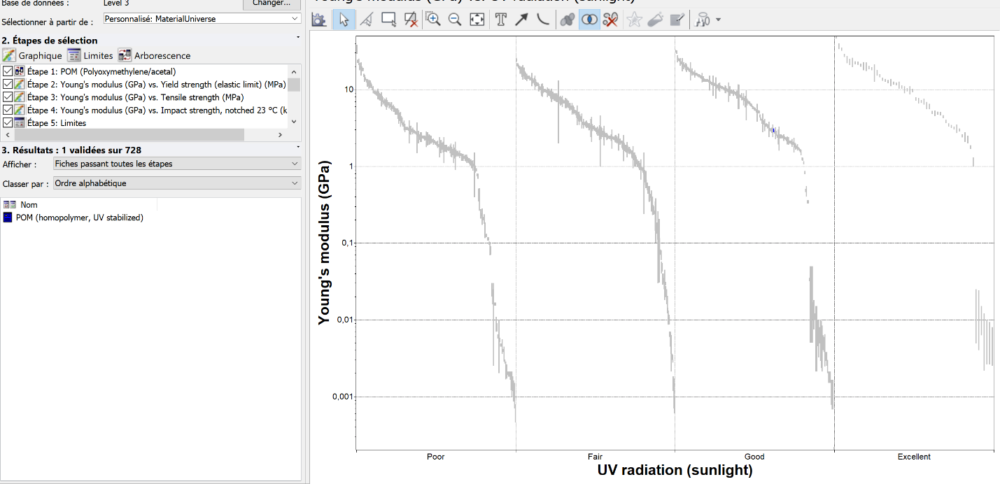 Base de données :
Level 3
Changer...
Young's modulus (GPa) vs. UV radiation (sunlight)
Sélectionner à partir de :
Personnalisé: MaterialUniverse
2. Étapes de sélection
Graphique
Limites
Arborescence
Étape 1: POM (Polyoxymethylene/acetal)
Étape 2: Young's modulus (GPa) vs. Yield strength (elastic limit) (MPa)
Étape 3: Young's modulus (GPa) vs. Tensile strength (MPa)
Étape 4: Young's modulus (GPa) vs. Impact strength, notched 23 °C (k
Étape 5: Limites
3. Résultats : 1 validées sur 728
Afficher :
Fiches passant toutes les étapes
Classer par :
Ordre alphabétique
Nom
POM (homopolymer, UV stabilized)
Young's modulus (GPa)
10
1
0,1
0,01
0,001
Poor
Fair
Good
Excellent
UV radiation (sunlight)